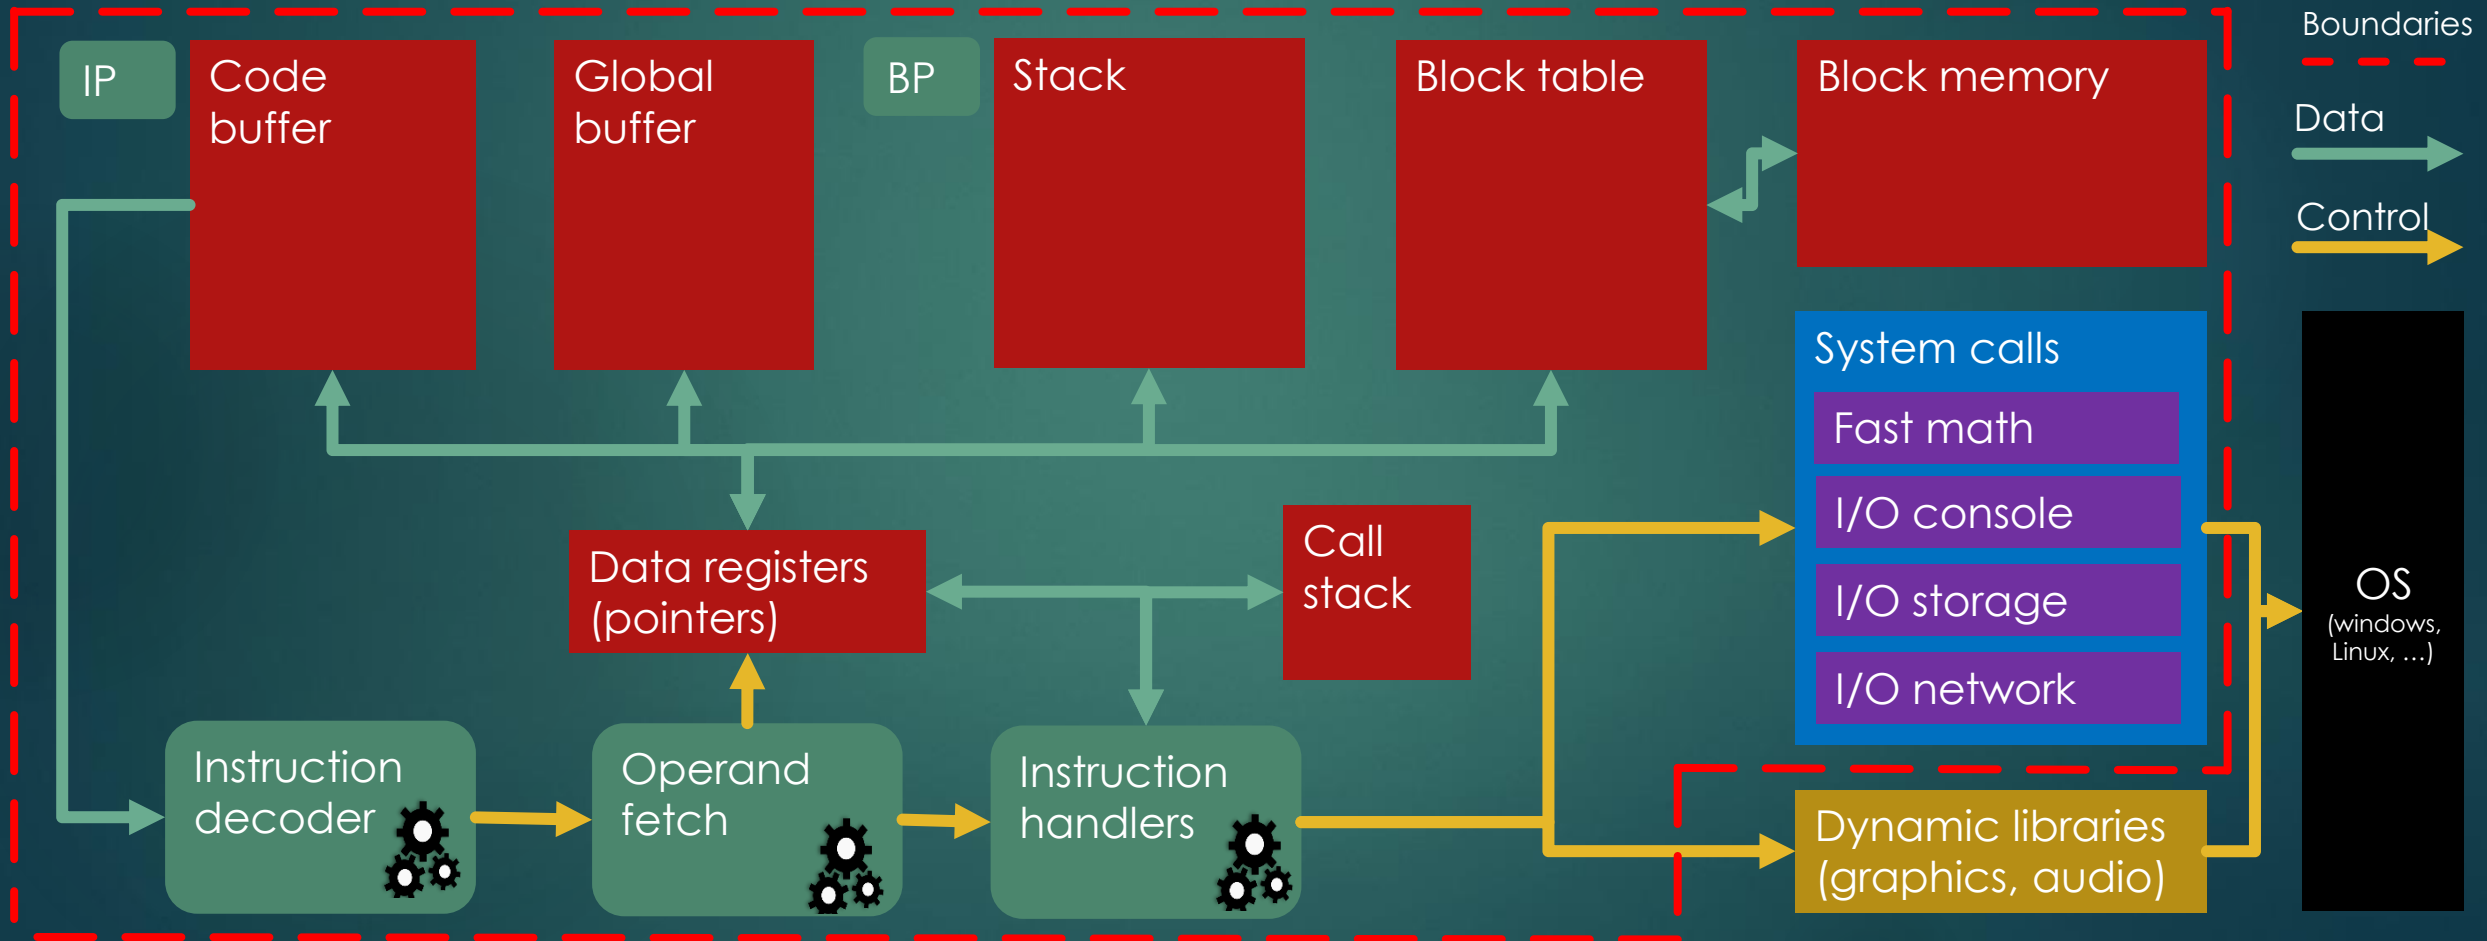 IP
Code
buffer
Global
buffer
BP
Stack
Block table
Block memory
Boundaries
Data
Control
System calls
Fast math
I/O console
I/O storage
I/O network
Data registers
(pointers)
Call
stack
OS
(windows,
Linux, ...)
Instruction
decoder
Operand
fetch
Instruction
handlers
Dynamic libraries
(graphics, audio)